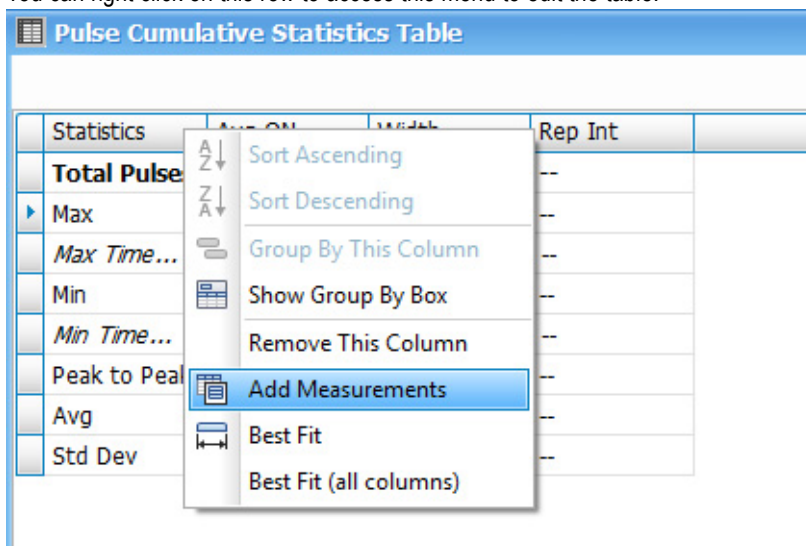 Pulse Cumulative Statistics Table
Statistics Rep Int
Total Pulse --
Sort Ascending
Max --
Sort Descending
Max Time... --
Group By This Column
Min --
Show Group By Box
Min Time... --
Remove This Column
Peak to Peak --
Add Measurements
Avg --
Best Fit
Std Dev --
Best Fit (all columns)